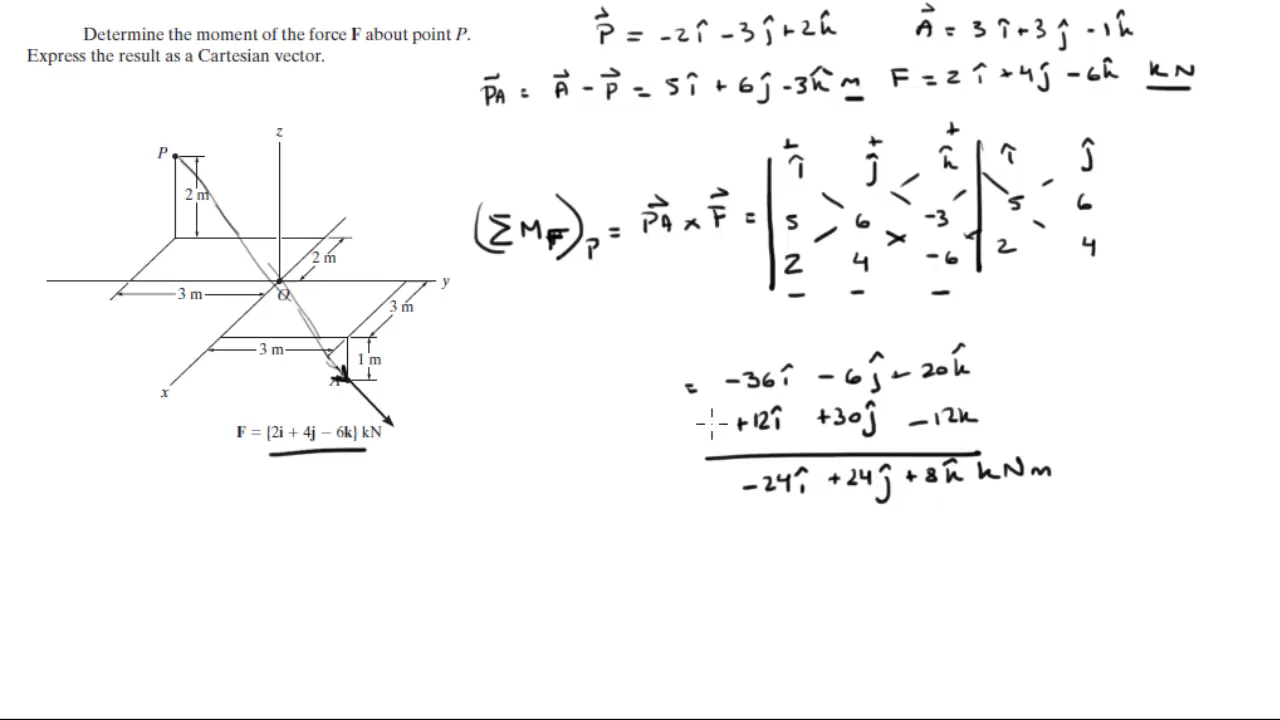 Determine the moment of the force F about point P.
Express the result as a Cartesian vector.
P⃗ = -2î - 3ĵ + 2k̂
A⃗ = 3î + 3ĵ - 1k̂
P⃗A = A⃗ - P⃗ = 5î + 6ĵ - 3k̂ m
F = 2î + 4ĵ - 6k̂ kN
z
P
2 m
2 m
y
3 m
O
3 m
3 m
1 m
x
A
F = {2i + 4j − 6k} kN
+ + +
(ΣM_F)_P = P⃗A × F⃗ = | î ĵ k̂ | î ĵ
5 6 -3 | 5 6
2 4 -6 | 2 4
= -36î - 6ĵ + 20k̂
+12î +30ĵ -12k
-24î +24ĵ +8k̂ kNm